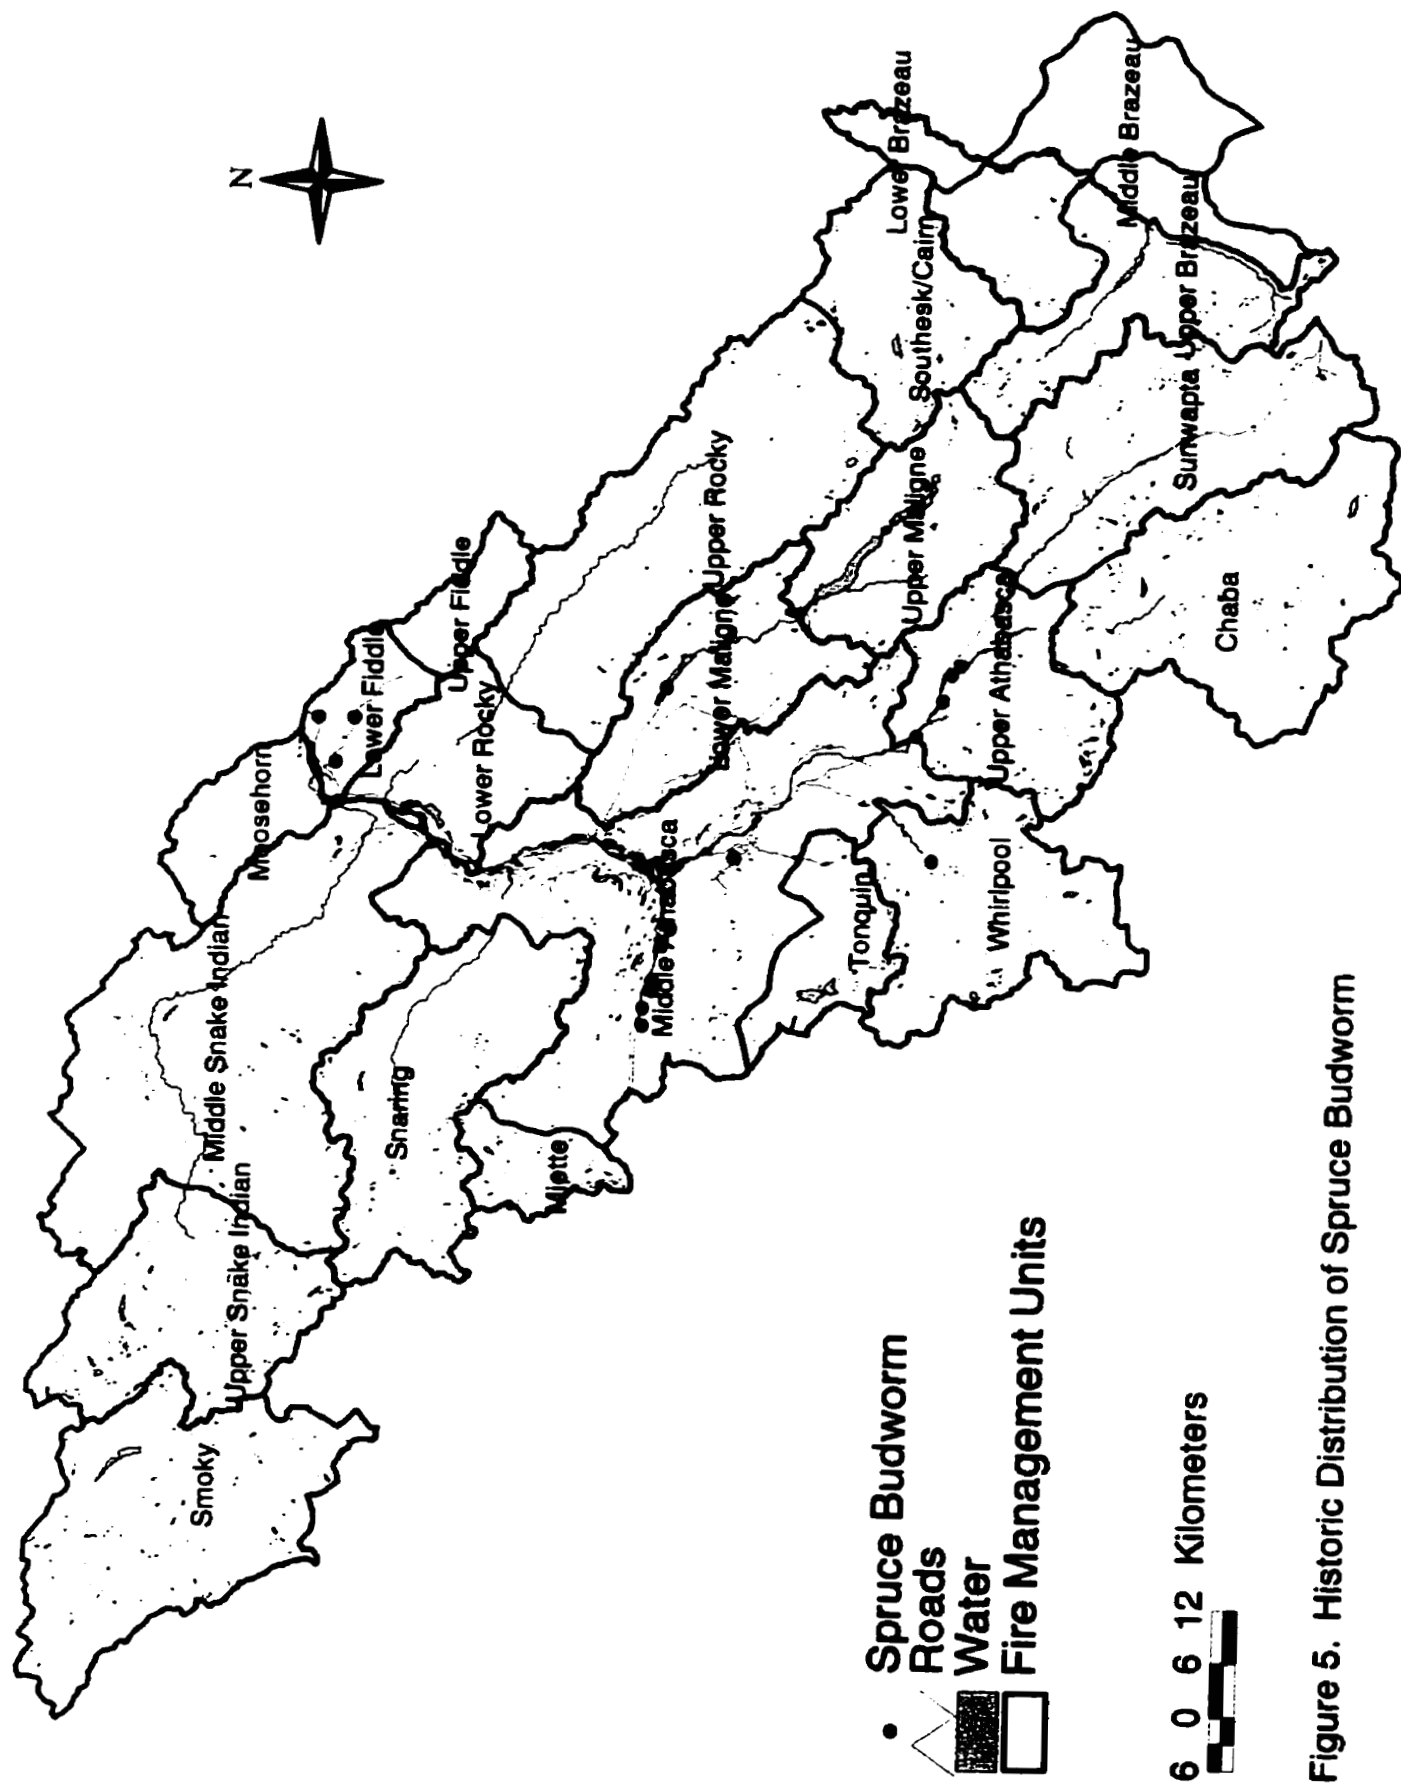 N
Smoky
Upper Snake Indian
Middle Snake Indian
Moosehorn
Snaring
Miette
Lower Fiddle
Upper Fiddle
Lower Rocky
Upper Rocky
Lower Maligne
Middle Athabasca
Tonquin
Whirlpool
Upper Athabasca
Upper Maligne
Southesk/Cairn
Lower Brazeau
Middle Brazeau
Upper Brazeau
Sunwapta
Chaba
Spruce Budworm
Roads
Water
Fire Management Units
6 0 6 12 Kilometers
Figure 5. Historic Distribution of Spruce Budworm